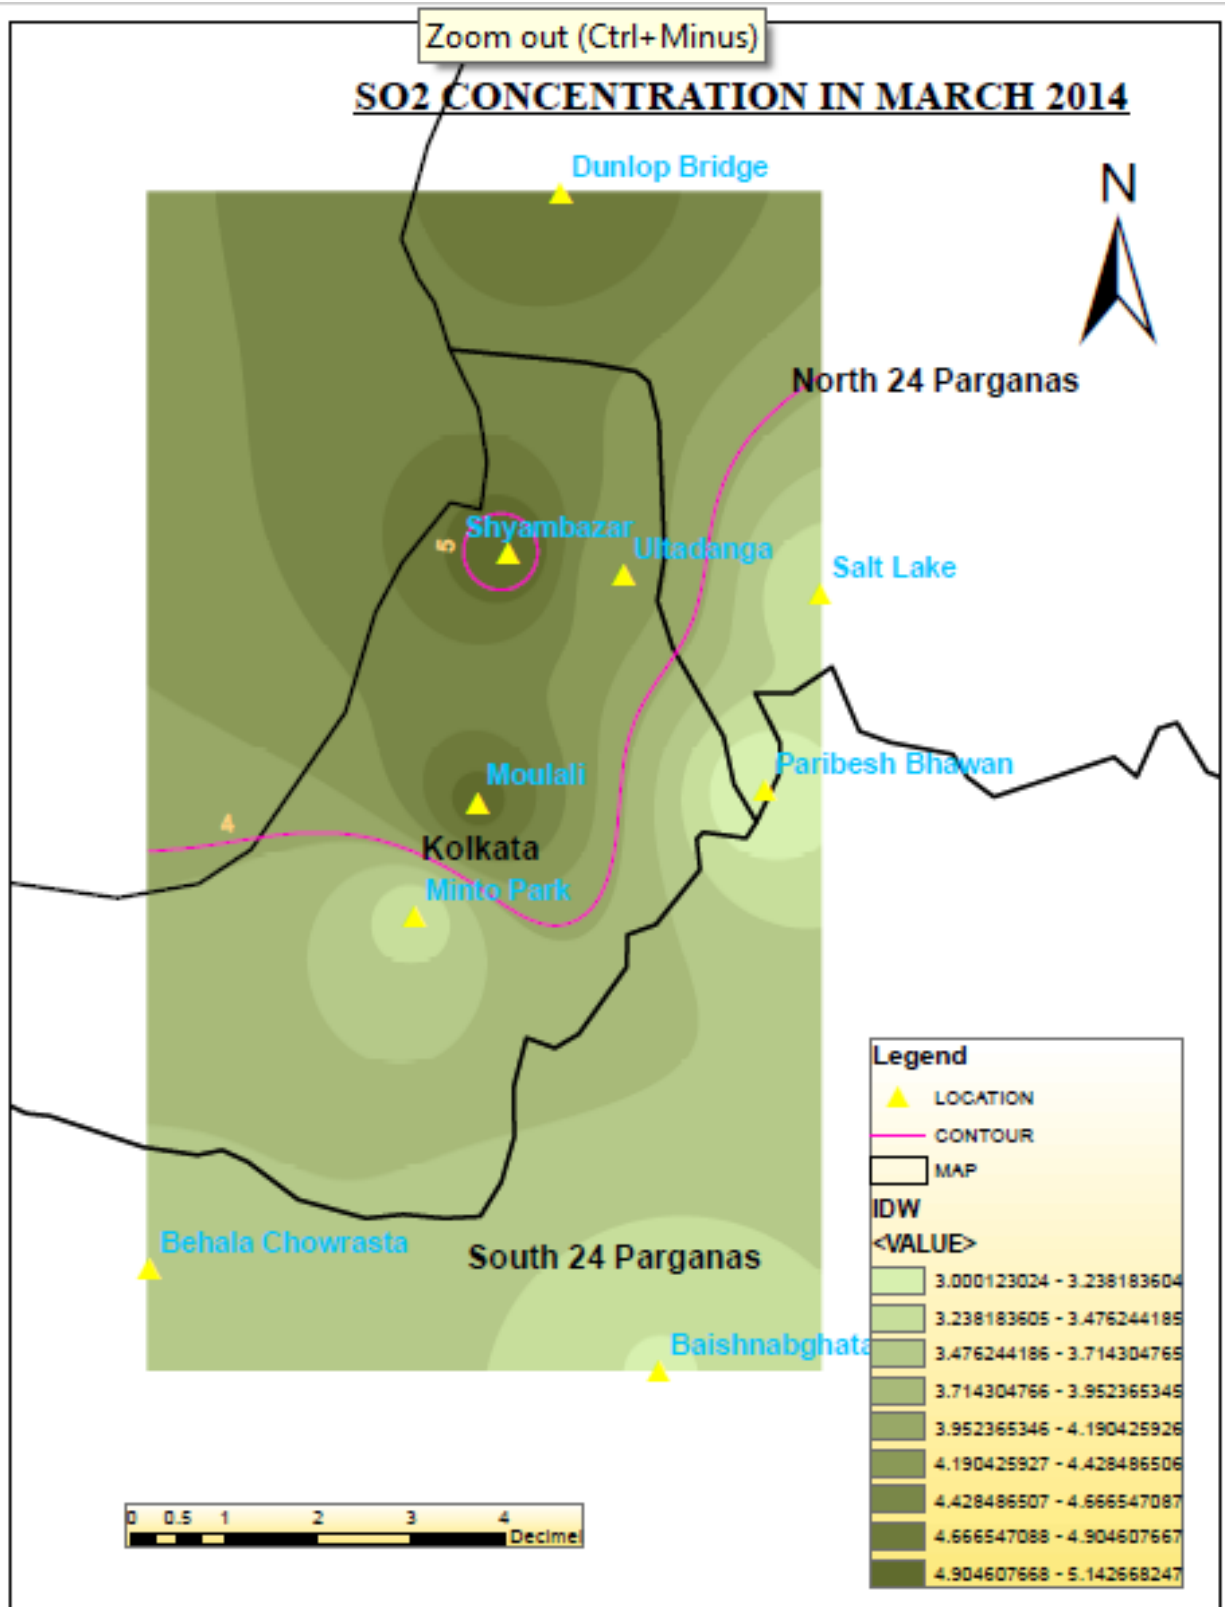 Zoom out (Ctrl+Minus)
SO2 CONCENTRATION IN MARCH 2014
Dunlop Bridge
N
North 24 Parganas
Shyambazar
5
Ultadanga
Salt Lake
Paribesh Bhawan
Moulali
4
Kolkata
Minto Park
Behala Chowrasta
South 24 Parganas
Baishnabghata
Legend
LOCATION
CONTOUR
MAP
IDW
<VALUE>
3.000123024 - 3.238183604
3.238183605 - 3.476244185
3.476244186 - 3.714304765
3.714304766 - 3.952365345
3.952365346 - 4.190425926
4.190425927 - 4.428486506
4.428486507 - 4.666547087
4.666547088 - 4.904607667
4.904607668 - 5.142668247
0 0.5 1 2 3 4
Decimel